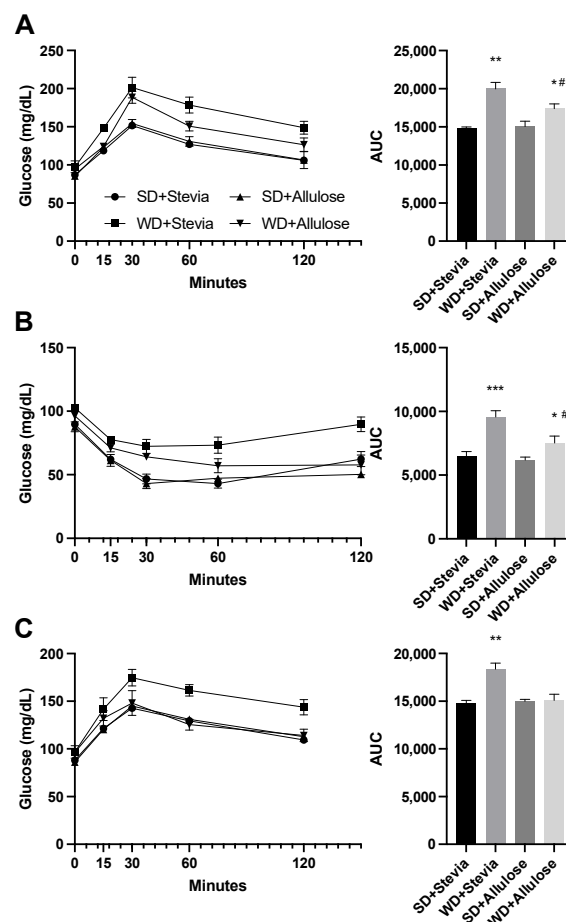 A
Glucose (mg/dL)
250
200
150
100
50
0
SD+Stevia
SD+Allulose
WD+Stevia
WD+Allulose
0 15 30 60 120
Minutes
AUC
25,000
20,000
15,000
10,000
5,000
0
**
*#
SD+Stevia
WD+Stevia
SD+Allulose
WD+Allulose
B
Glucose (mg/dL)
150
100
50
0
0 15 30 60 120
Minutes
AUC
15,000
10,000
5,000
0
***
*#
SD+Stevia
WD+Stevia
SD+Allulose
WD+Allulose
C
Glucose (mg/dL)
200
150
100
50
0
0 15 30 60 120
Minutes
AUC
20,000
15,000
10,000
5,000
0
**
SD+Stevia
WD+Stevia
SD+Allulose
WD+Allulose